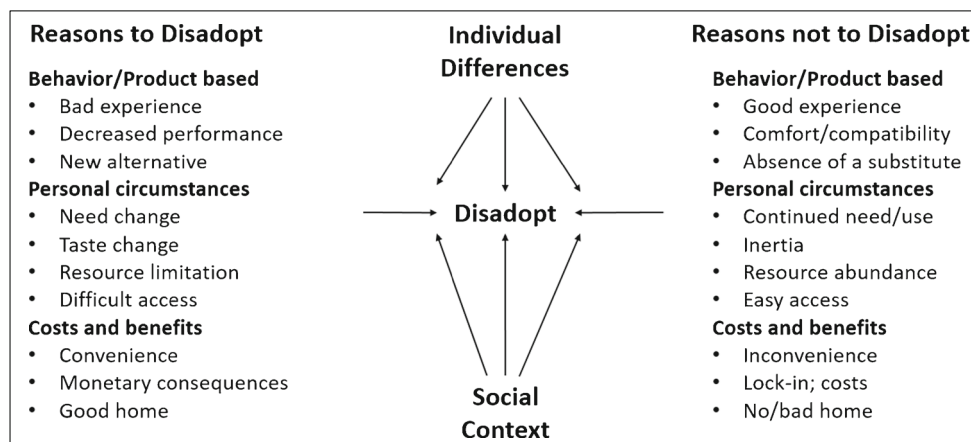 Reasons to Disadopt
Behavior/Product based
• Bad experience
• Decreased performance
• New alternative
Personal circumstances
• Need change
• Taste change
• Resource limitation
• Difficult access
Costs and benefits
• Convenience
• Monetary consequences
• Good home
Individual
Differences
Disadopt
Social
Context
Reasons not to Disadopt
Behavior/Product based
• Good experience
• Comfort/compatibility
• Absence of a substitute
Personal circumstances
• Continued need/use
• Inertia
• Resource abundance
• Easy access
Costs and benefits
• Inconvenience
• Lock-in; costs
• No/bad home